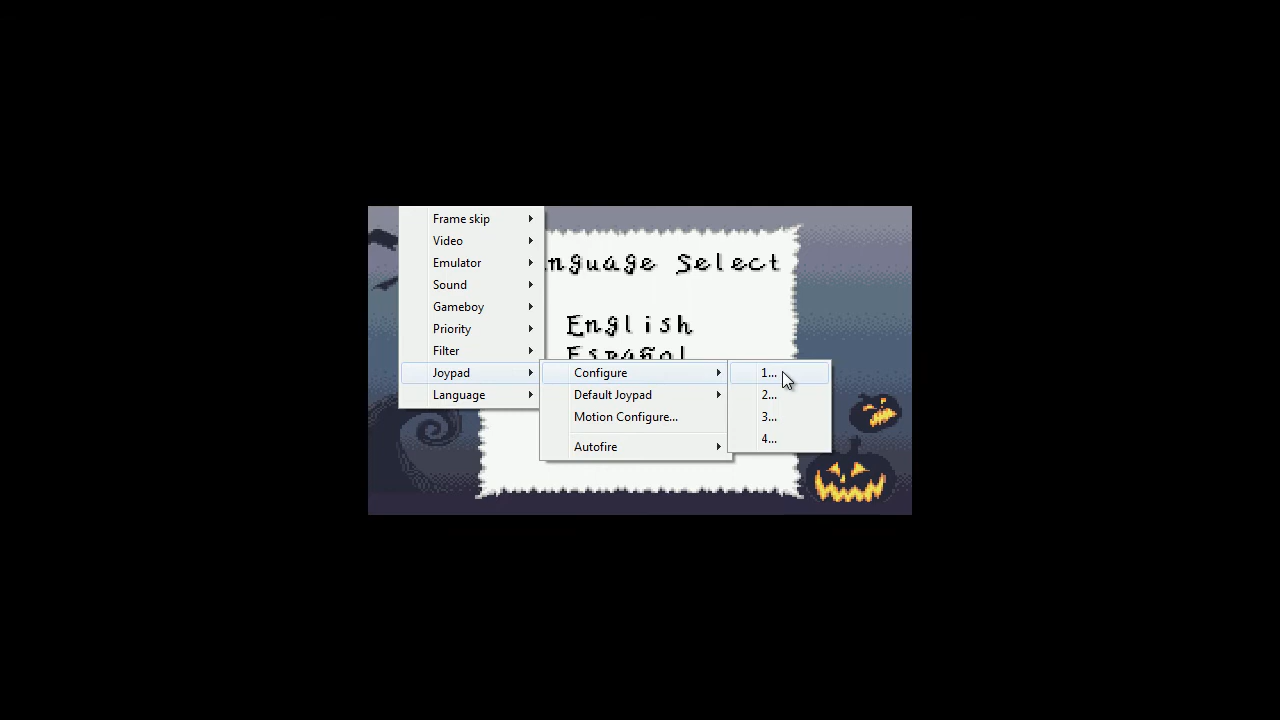 Frame skip
Video
Emulator
Sound
Gameboy
Priority
Filter
Joypad
Language
Select
English
Español
Configure
Default Joypad
Motion Configure...
Autofire
1...
2...
3...
4...